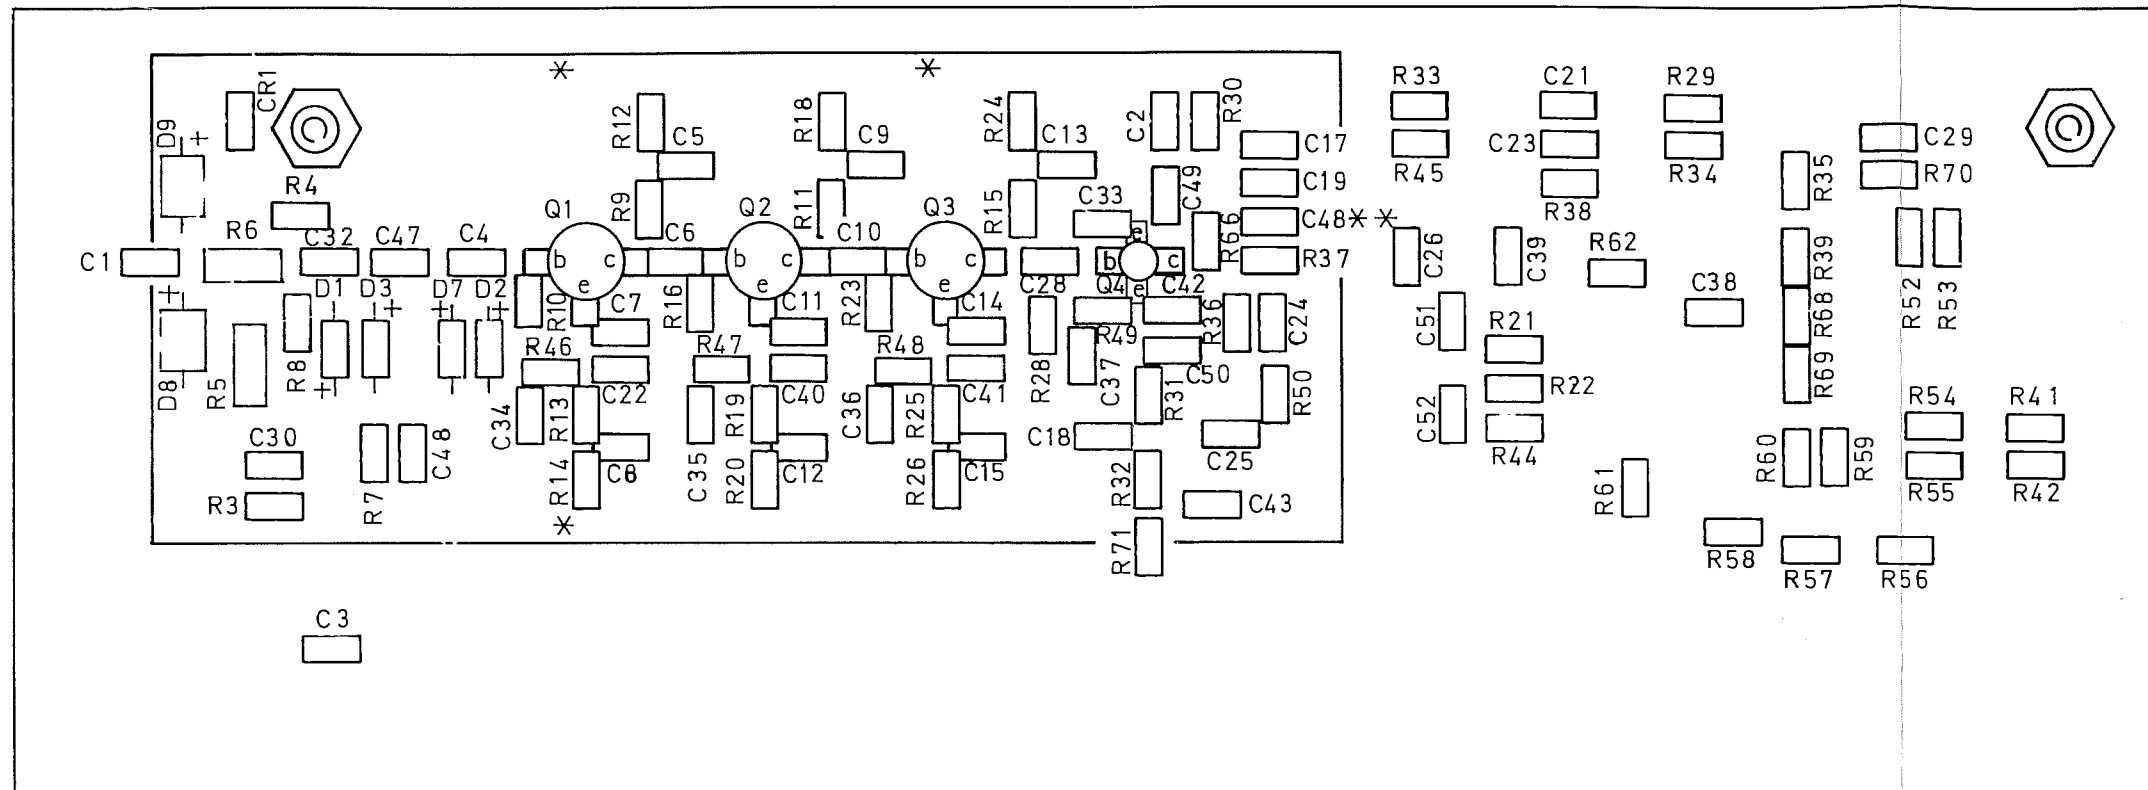 CR1
D9
+
R4
C1
R6
C32
C47
C4
D8
+
R5
R8
D1
+
D3
+
D7
+
D2
+
C30
R3
R7
C48
C3
*
*
R12
C5
R9
Q1
b
c
e
C6
R10
C7
R46
C22
C34
R13
C8
R14
*
R18
C9
R11
Q2
b
c
e
C10
R16
C11
R47
C40
C35
R19
C12
R20
R24
C13
R15
Q3
b
c
e
R23
C14
R48
C41
C36
R25
C15
R26
C2
R30
C33
C49
R66
C17
C19
C48**
R37
e
b
c
Q4
e
C28
C42
R49
R36
C24
R28
C37
C50
R31
R50
C18
C25
R32
C43
R71
R33
R45
C21
C23
R38
R29
R34
C26
C39
R62
C38
C51
R21
R22
C52
R44
R61
R35
R39
R68
R69
C29
R70
R52
R53
R60
R59
R54
R55
R41
R42
R58
R57
R56